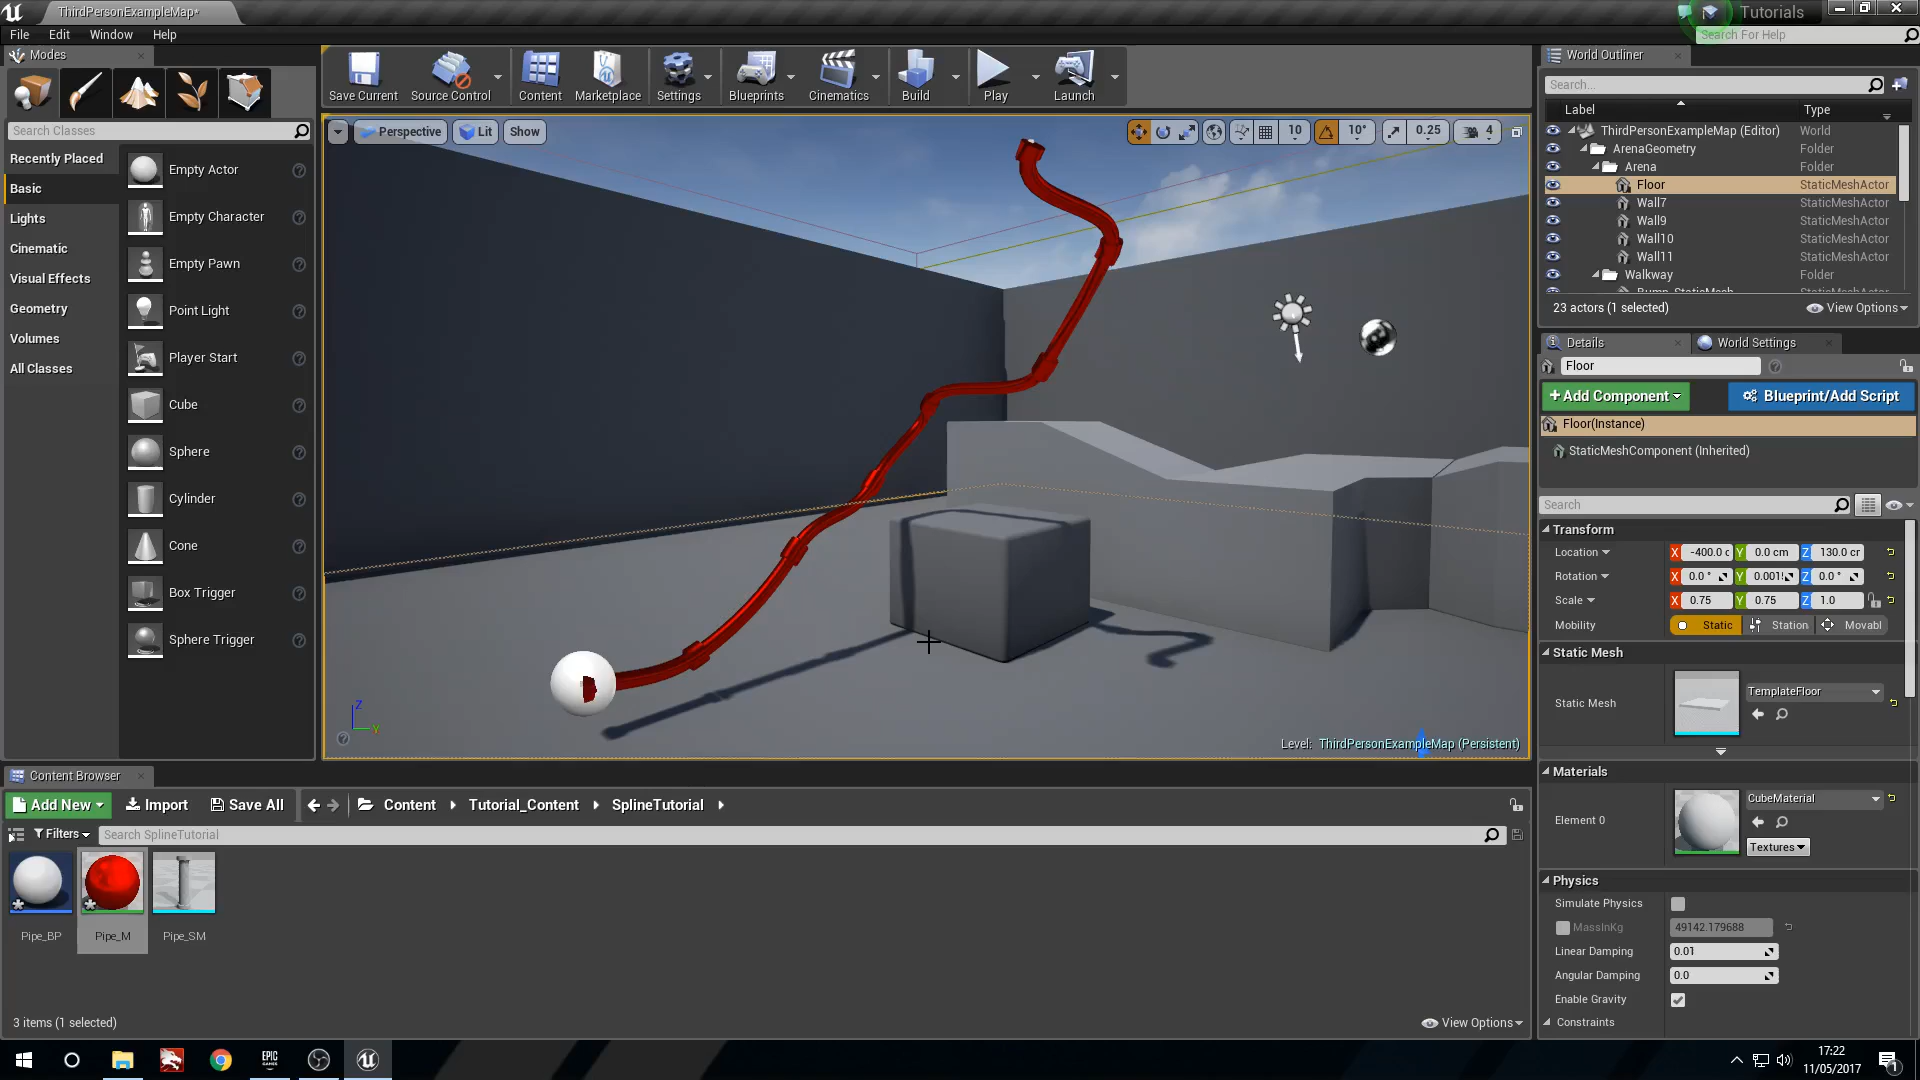 ThirdPersonExampleMap*
Tutorials
File Edit Window Help
Search For Help
Modes
Save Current
Source Control
Content
Marketplace
Settings
Blueprints
Cinematics
Build
Play
Launch
World Outliner
Search...
Label Type
ThirdPersonExampleMap (Editor) World
ArenaGeometry Folder
Arena Folder
Floor StaticMeshActor
Wall7 StaticMeshActor
Wall9 StaticMeshActor
Wall10 StaticMeshActor
Wall11 StaticMeshActor
Walkway Folder
Bump_StaticMesh StaticMeshActor
23 actors (1 selected)
View Options
Search Classes
Recently Placed
Basic
Lights
Cinematic
Visual Effects
Geometry
Volumes
All Classes
Empty Actor
Empty Character
Empty Pawn
Point Light
Player Start
Cube
Sphere
Cylinder
Cone
Box Trigger
Sphere Trigger
Perspective Lit Show
10 10° 0.25 4
Z
Y
Level: ThirdPersonExampleMap (Persistent)
Details World Settings
Floor
+Add Component
Blueprint/Add Script
Floor(Instance)
StaticMeshComponent (Inherited)
Search
Transform
Location X -400.0 c Y 0.0 cm Z 130.0 cr
Rotation X 0.0 ° Y 0.001! Z 0.0 °
Scale X 0.75 Y 0.75 Z 1.0
Mobility Static Station Movabl
Static Mesh
Static Mesh
TemplateFloor
Materials
Element 0
CubeMaterial
Textures
Physics
Simulate Physics
MassInKg 49142.179688
Linear Damping 0.01
Angular Damping 0.0
Enable Gravity
Constraints
Content Browser
Add New Import Save All
Content Tutorial_Content SplineTutorial
Filters
Search SplineTutorial
Pipe_BP
Pipe_M
Pipe_SM
3 items (1 selected)
View Options
EPIC
GAMES
17:22
11/05/2017
1